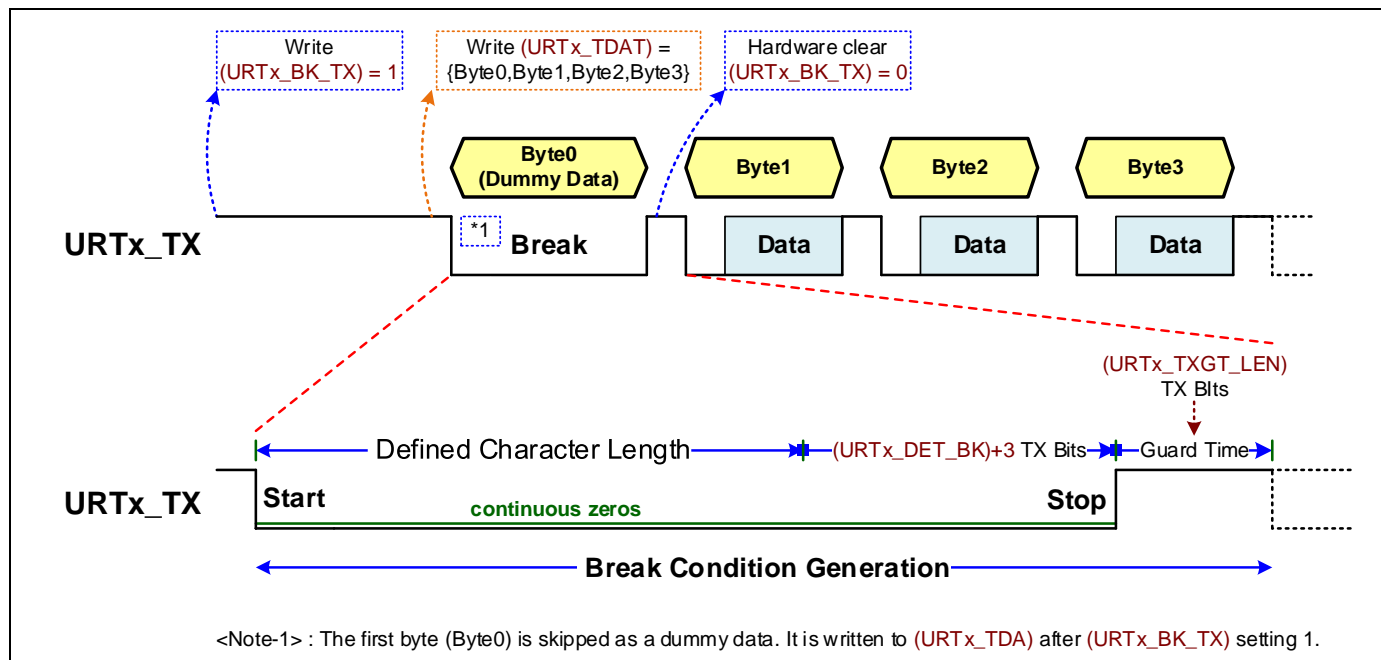 Write
(URTx_BK_TX) = 1
Write (URTx_TDAT) =
{Byte0,Byte1,Byte2,Byte3}
Hardware clear
(URTx_BK_TX) = 0
Byte0
(Dummy Data)
Byte1
Byte2
Byte3
URTx_TX
*1
Break
Data
Data
Data
(URTx_TXGT_LEN)
TX BIts
Defined Character Length
(URTx_DET_BK)+3 TX Bits
Guard Time
URTx_TX
Start
continuous zeros
Stop
Break Condition Generation
<Note-1> : The first byte (Byte0) is skipped as a dummy data. It is written to (URTx_TDA) after (URTx_BK_TX) setting 1.